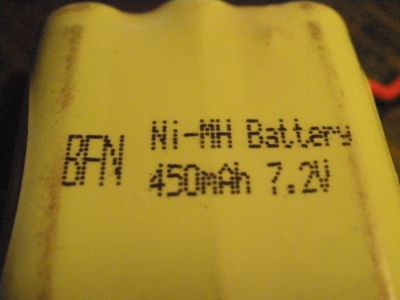 BFN Ni-MH Battery
450mAh 7.2V